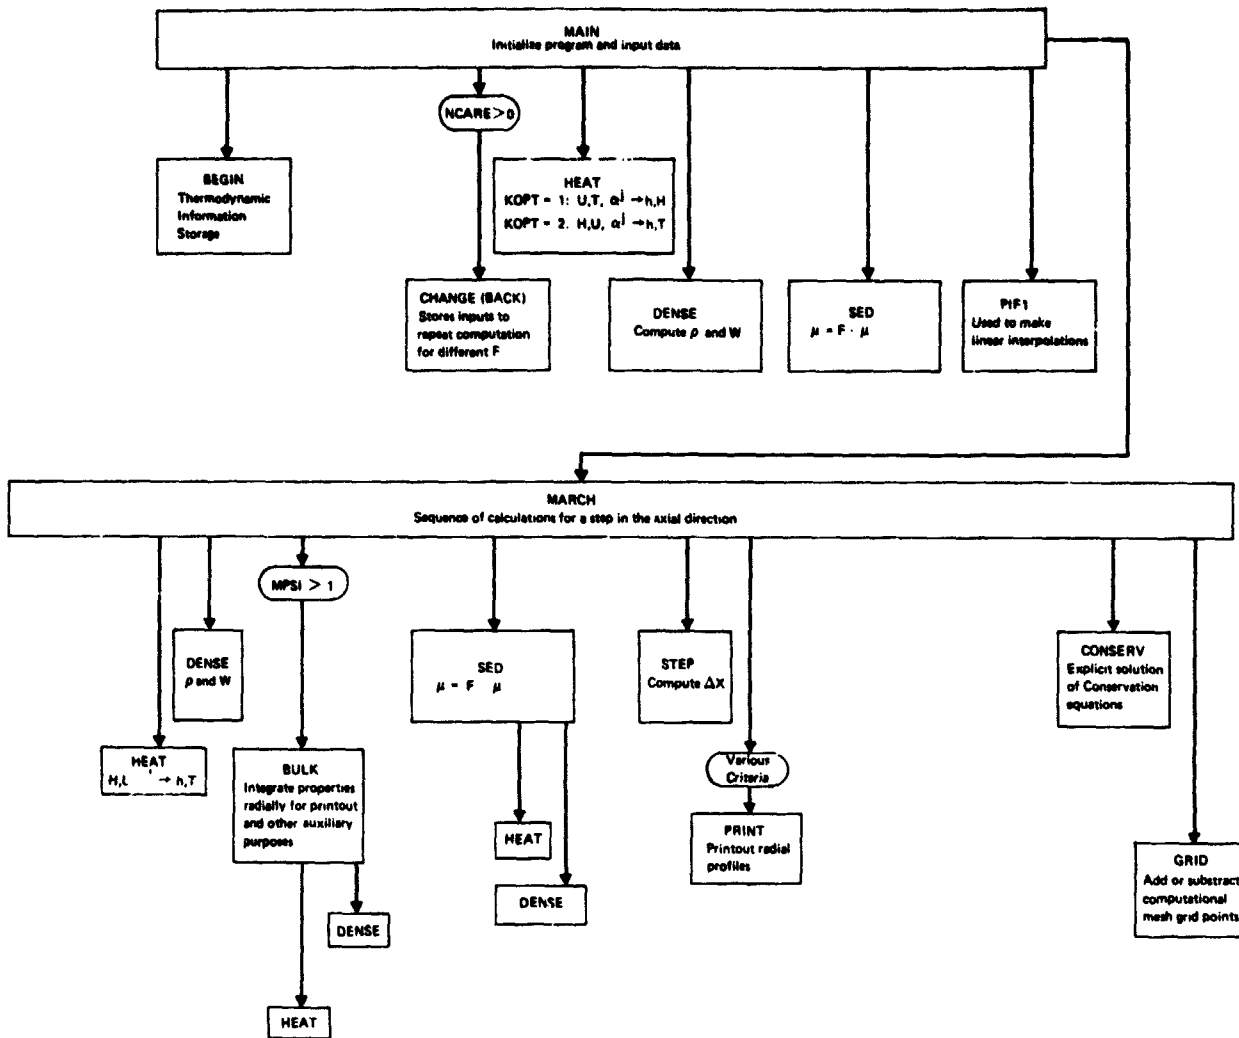 MAIN
Initialize program and input data
NCARE > 0
BEGIN
Thermodynamic
Information
Storage
HEAT
KOPT = 1: U,T, α^j → h,H
KOPT = 2. H,U, α^j → h,T
CHANGE (BACK)
Stores inputs to
repeat computation
for different F
DENSE
Compute ρ and W
SED
μ = F · μ
PIF1
Used to make
linear interpolations
MARCH
Sequence of calculations for a step in the axial direction
MPSI > 1
DENSE
ρ and W
SED
μ = F μ
STEP
Compute ΔX
CONSERV
Explicit solution
of Conservation
equations
HEAT
→ h,T
BULK
Integrate properties
radially for printout
and other auxiliary
purposes
Various
Criteria
HEAT
PRINT
Printout radial
profiles
GRID
Add or substract
computational
mesh grid points
DENSE
DENSE
HEAT